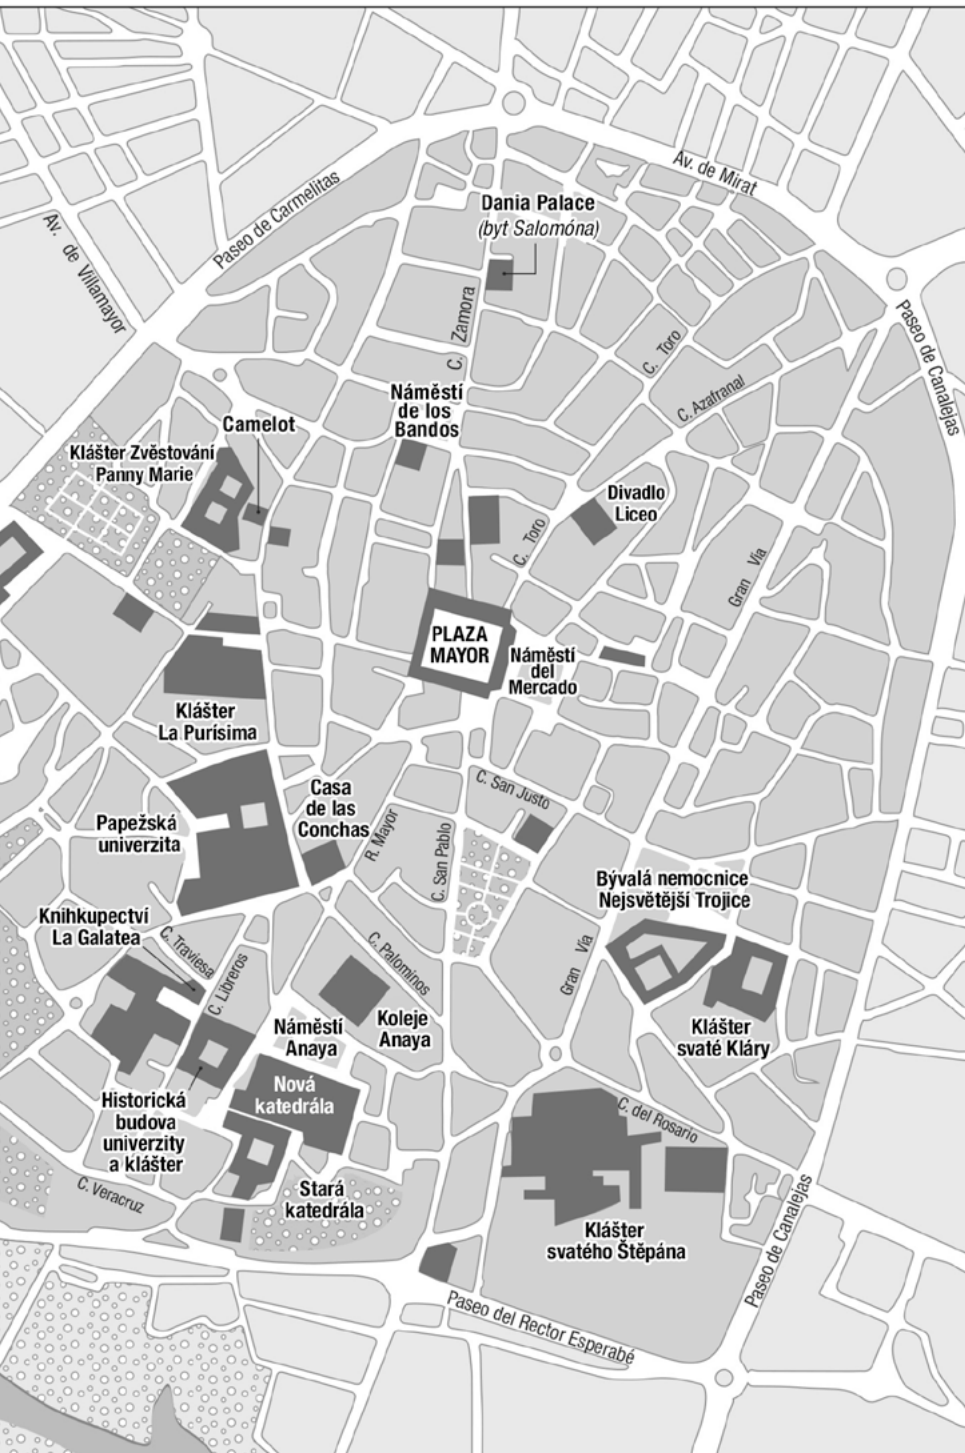 Av. de Mirat
Paseo de Carmelitas
Dania Palace
(byt Salomóna)
Av. de Villamayor
C. Zamora
Paseo de Canalejas
C. Toro
C. Azafranal
Náměstí
de los
Bandos
Camelot
Klášter Zvěstování
Panny Marie
Divadlo
Liceo
C. Toro
Gran Vía
PLAZA
MAYOR
Náměstí
del
Mercado
Klášter
La Purísima
C. San Justo
Casa
de las
Conchas
R. Mayor
C. San Pablo
Papežská
univerzita
Bývalá nemocnice
Nejsvětější Trojice
Knihkupectví
La Galatea
C. Traviesa
C. Libreros
C. Palominos
Gran Vía
Náměstí
Anaya
Koleje
Anaya
Klášter
svaté Kláry
Nová
katedrála
Historická
budova
univerzity
a klášter
C. del Rosario
C. Veracruz
Stará
katedrála
Klášter
svatého Štěpána
Paseo de Canalejas
Paseo del Rector Esperabé